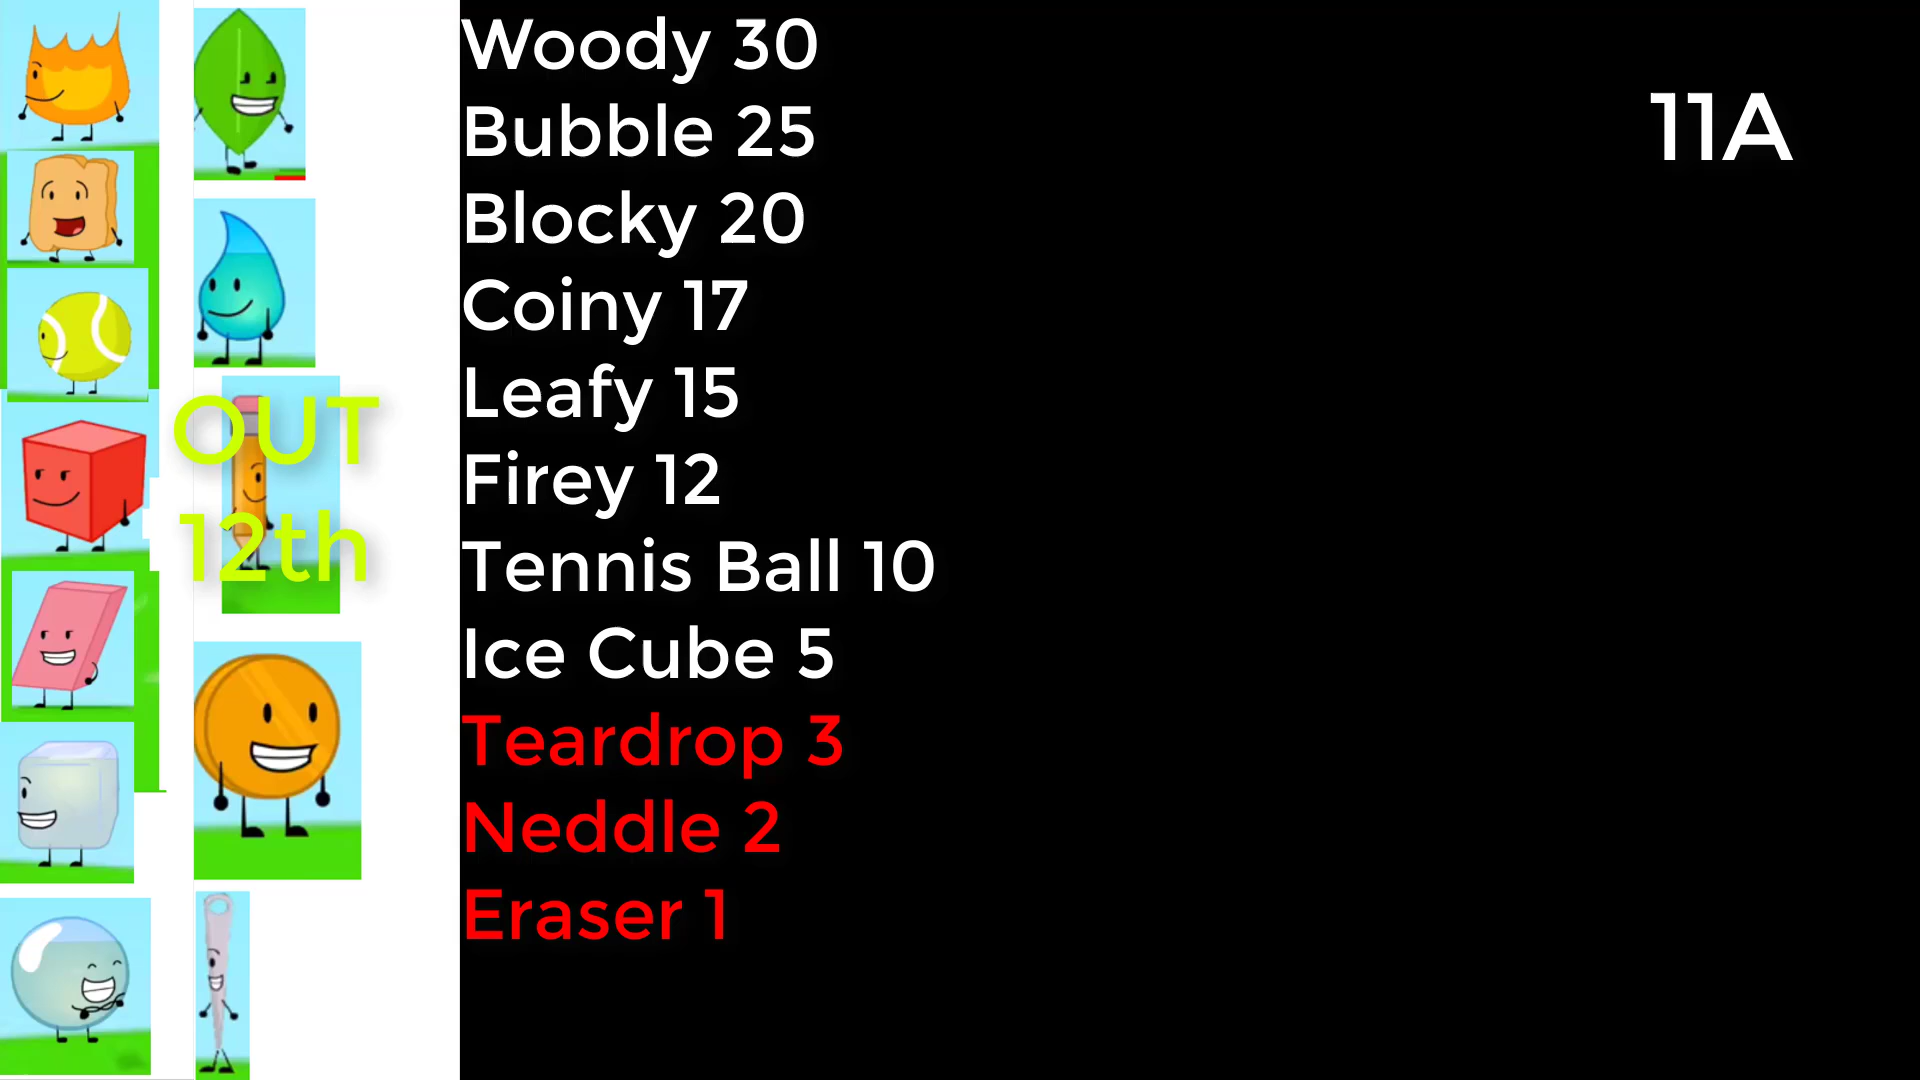 OUT
12th
Woody 30
Bubble 25
Blocky 20
Coiny 17
Leafy 15
Firey 12
Tennis Ball 10
Ice Cube 5
Teardrop 3
Neddle 2
Eraser 1
11A